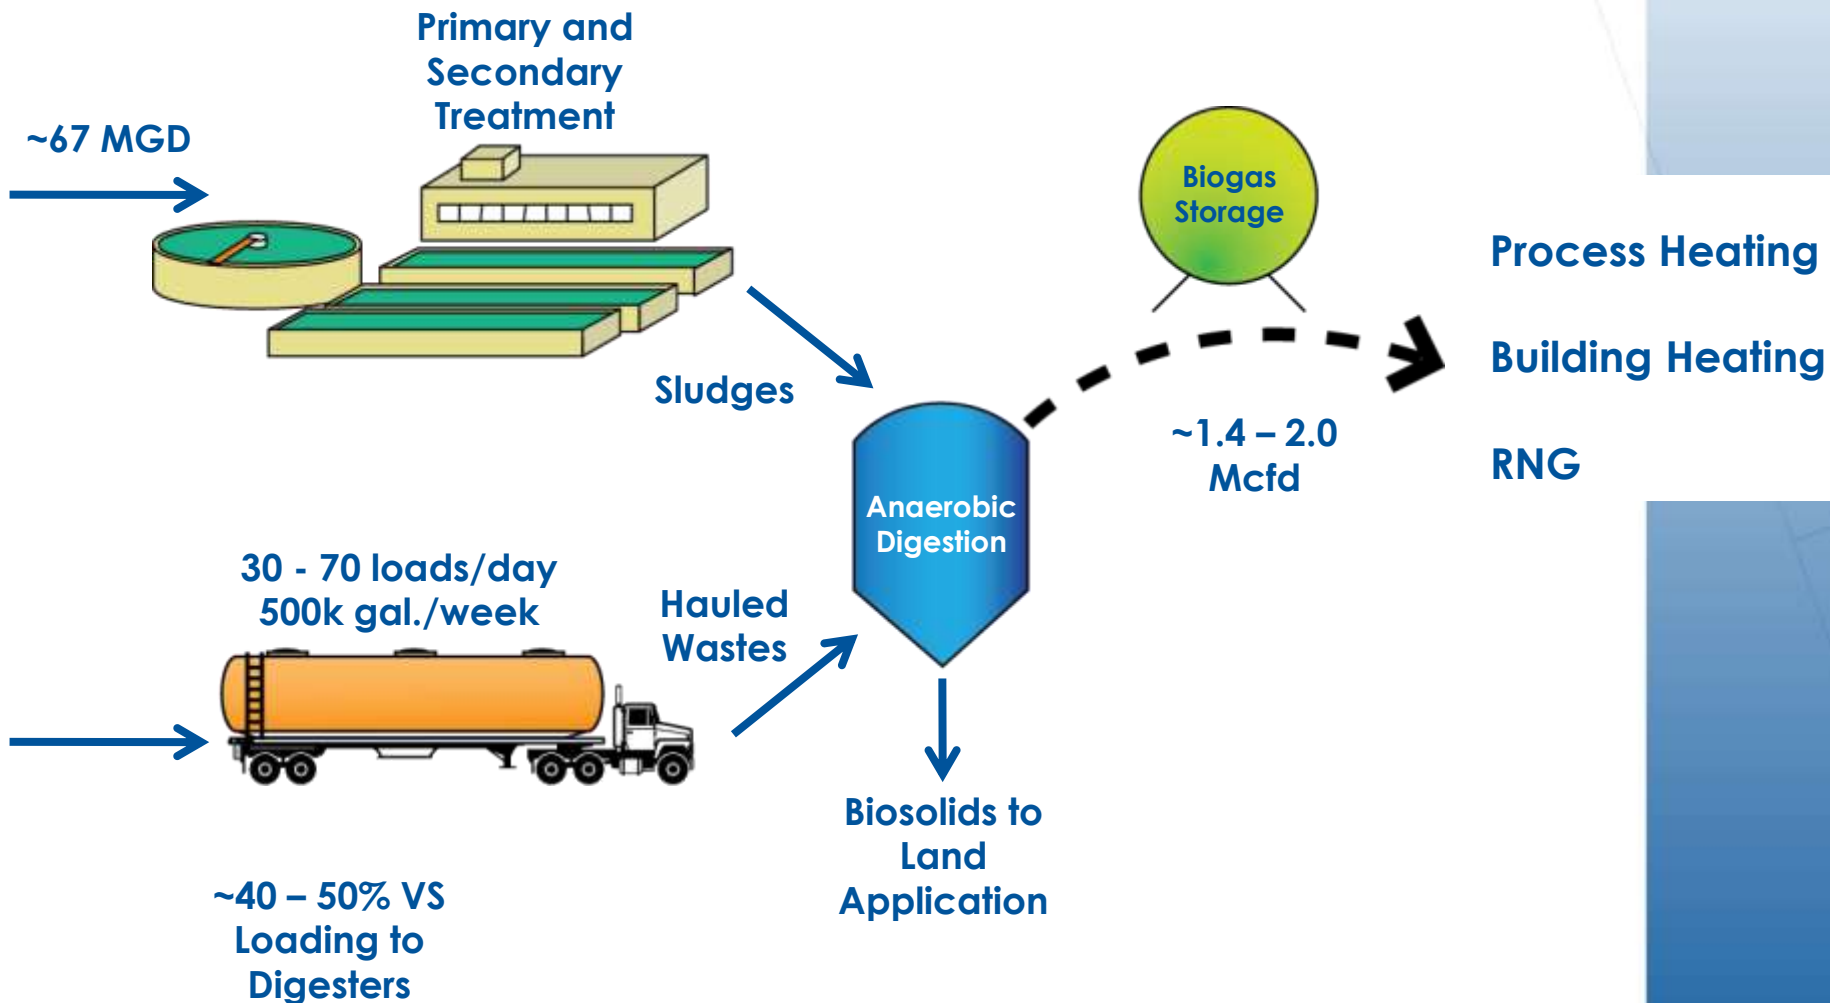 Primary and
Secondary
Treatment
~67 MGD
Biogas
Storage
Process Heating
Building Heating
RNG
Sludges
~1.4 – 2.0
Mcfd
Anaerobic
Digestion
30 - 70 loads/day
500k gal./week
Hauled
Wastes
Biosolids to
Land
Application
~40 – 50% VS
Loading to
Digesters